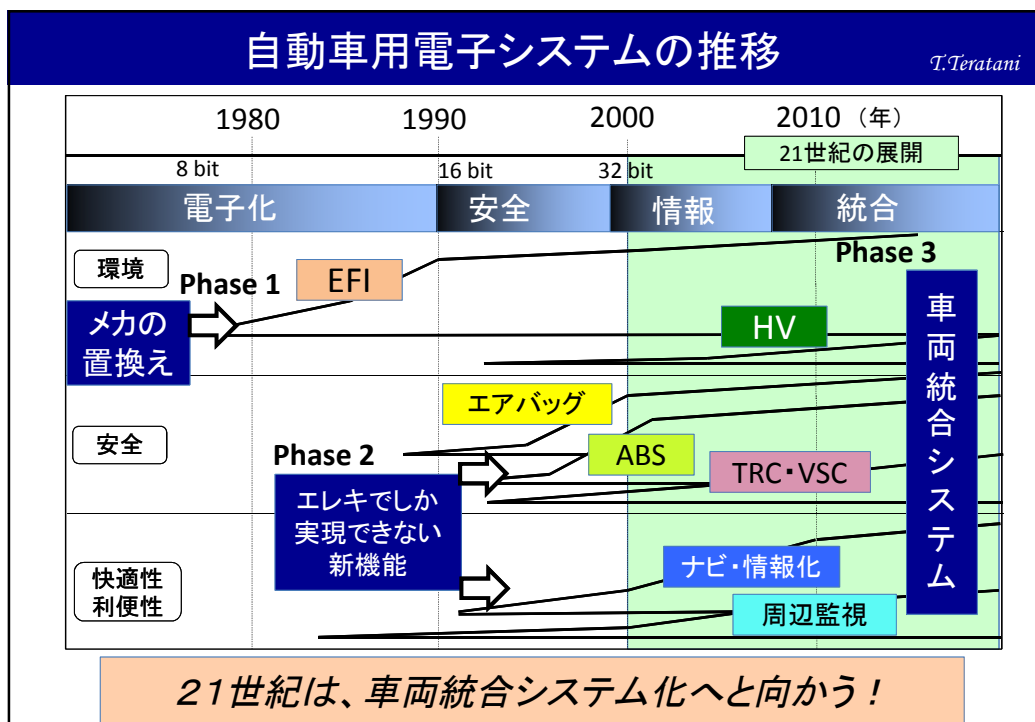 自動車用電子システムの推移
T.Teratani
1980 1990 2000 2010 （年）
21世紀の展開
8 bit 16 bit 32 bit
電子化 安全 情報 統合
環境
Phase 1
EFI
Phase 3
メカの
置換え
HV
車両統合システム
エアバッグ
安全
Phase 2
ABS
TRC・VSC
エレキでしか
実現できない
新機能
ナビ・情報化
快適性
利便性
周辺監視
２１世紀は、車両統合システム化へと向かう！